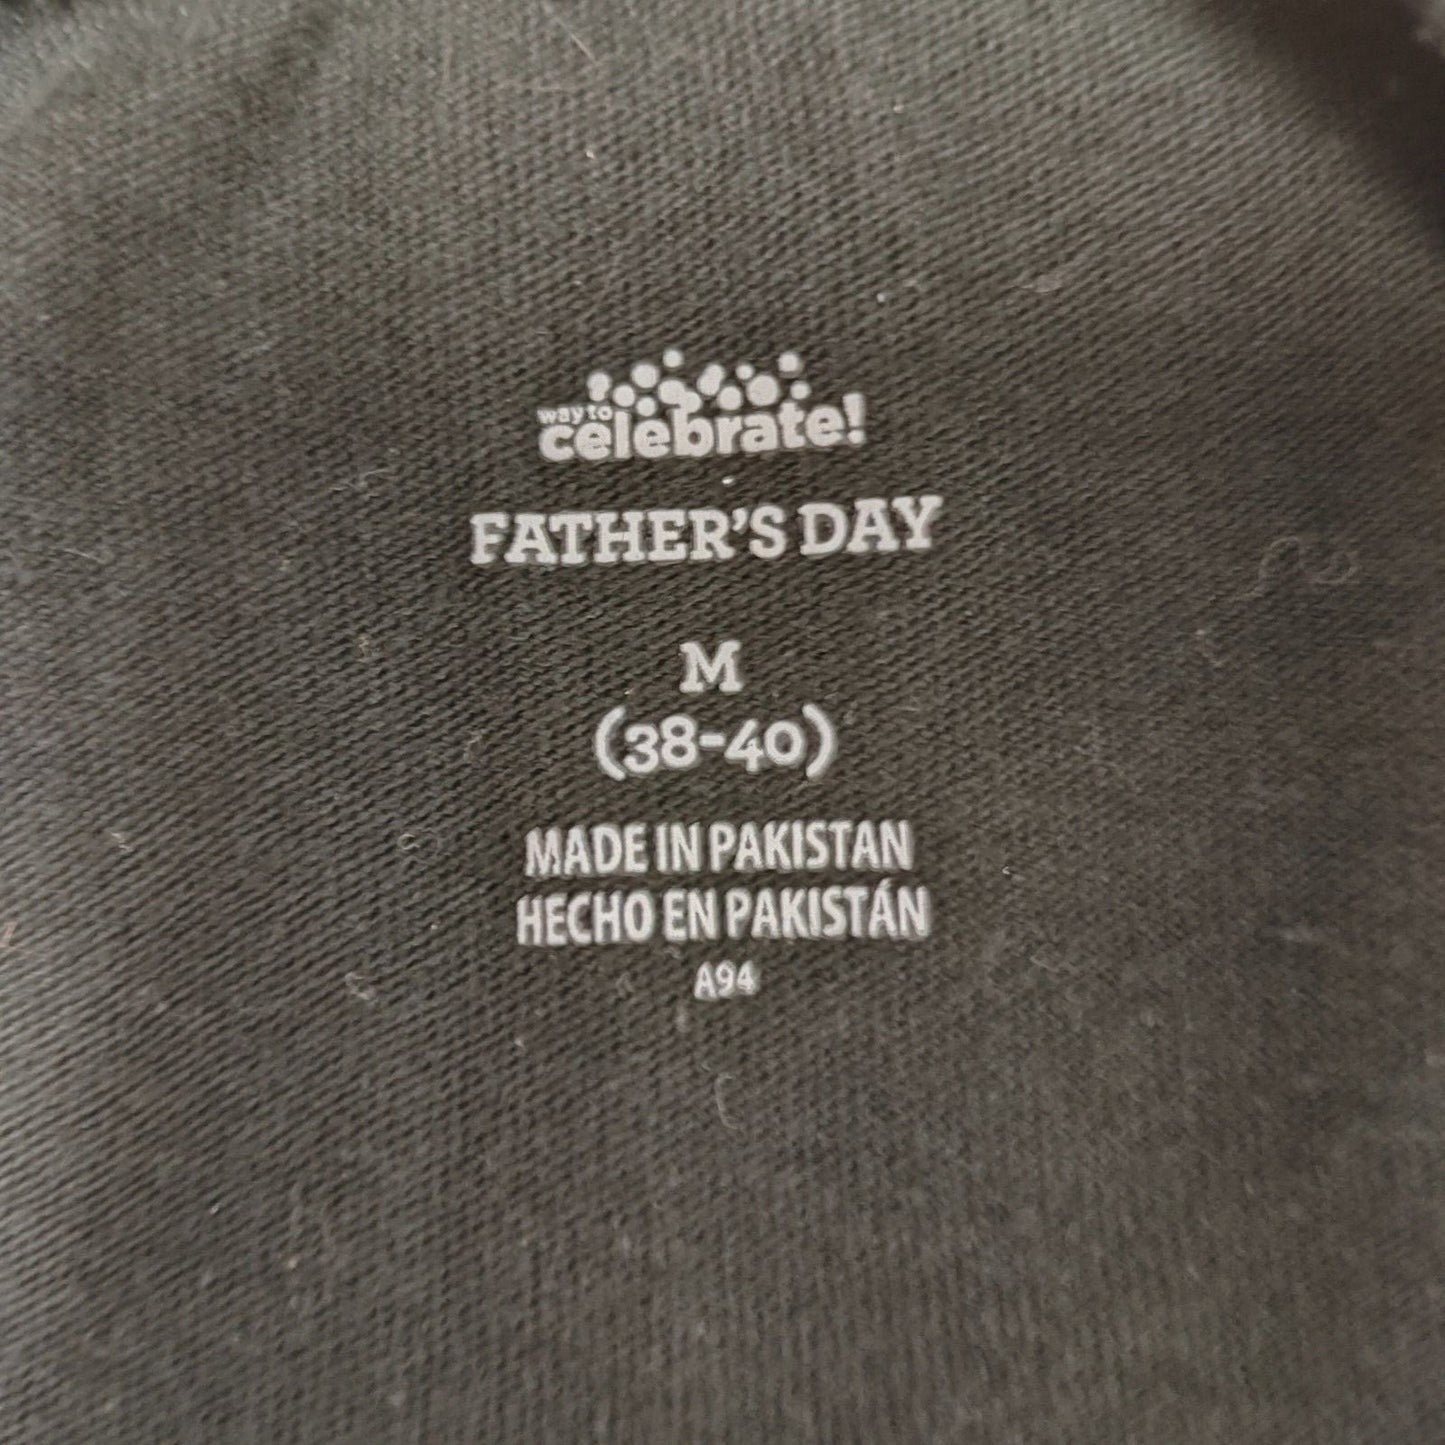 way to
celebrate!
FATHER'S DAY
M
(38-40)
MADE IN PAKISTAN
HECHO EN PAKISTÁN
A94